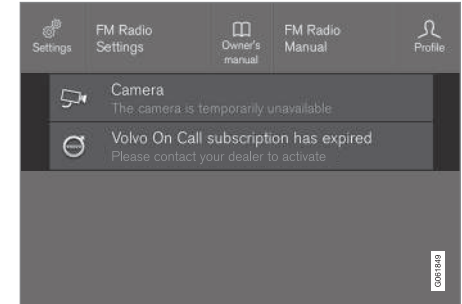 FM Radio
Settings
Settings
FM Radio
Manual
Owner's
manual
Profile
Camera
The camera is temporarily unavailable
Volvo On Call subscription has expired
Please contact your dealer to activate
G061849